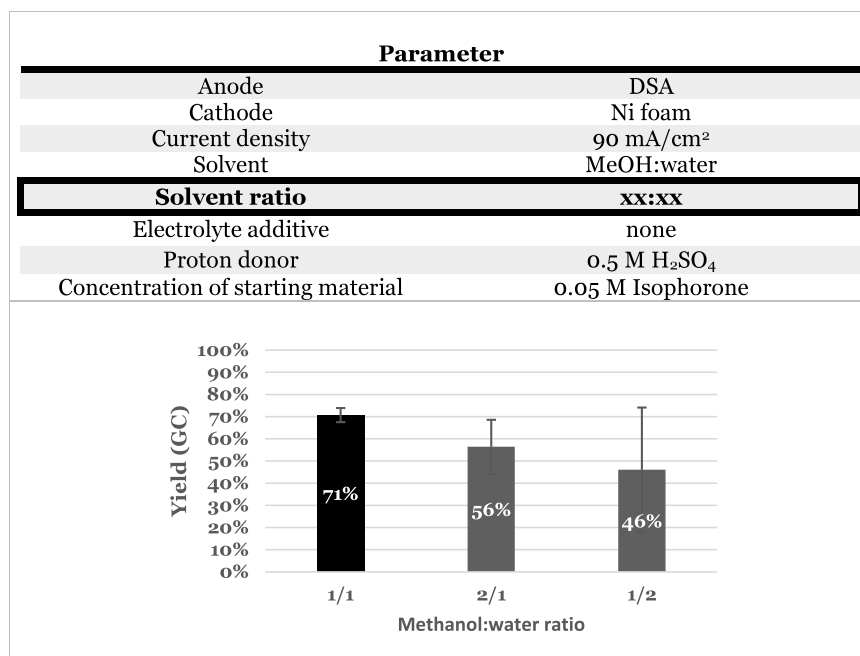 Parameter
Anode DSA
Cathode Ni foam
Current density 90 mA/cm²
Solvent MeOH:water
Solvent ratio xx:xx
Electrolyte additive none
Proton donor 0.5 M H₂SO₄
Concentration of starting material 0.05 M Isophorone
100%
90%
80%
70%
60%
50%
40%
30%
20%
10%
0%
Yield (GC)
71%
56%
46%
1/1 2/1 1/2
Methanol:water ratio